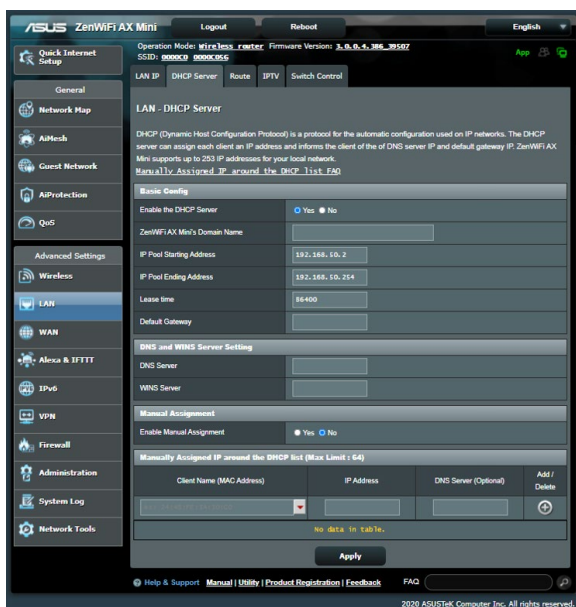 ASUS ZenWiFi AX Mini Logout Reboot English
Quick Internet Setup
Operation Mode: Wireless router Firmware Version: 3.0.0.4.386_39507
SSID: 0000CD 0000C05G
App
General
Network Map
AiMesh
Guest Network
AiProtection
QoS
Advanced Settings
Wireless
LAN
WAN
Alexa & IFTTT
IPv6
VPN
Firewall
Administration
System Log
Network Tools
LAN IP DHCP Server Route IPTV Switch Control
LAN - DHCP Server
DHCP (Dynamic Host Configuration Protocol) is a protocol for the automatic configuration used on IP networks. The DHCP
server can assign each client an IP address and informs the client of the of DNS server IP and default gateway IP. ZenWiFi AX
Mini supports up to 253 IP addresses for your local network.
Manually Assigned IP around the DHCP list FAQ
Basic Config
Enable the DHCP Server Yes No
ZenWiFi AX Mini's Domain Name
IP Pool Starting Address 192.168.50.2
IP Pool Ending Address 192.168.50.254
Lease time 86400
Default Gateway
DNS and WINS Server Setting
DNS Server
WINS Server
Manual Assignment
Enable Manual Assignment Yes No
Manually Assigned IP around the DHCP list (Max Limit : 64)
Client Name (MAC Address) IP Address DNS Server (Optional) Add / Delete
No data in table.
Apply
Help & Support Manual | Utility | Product Registration | Feedback FAQ
2020 ASUSTeK Computer Inc. All rights reserved.